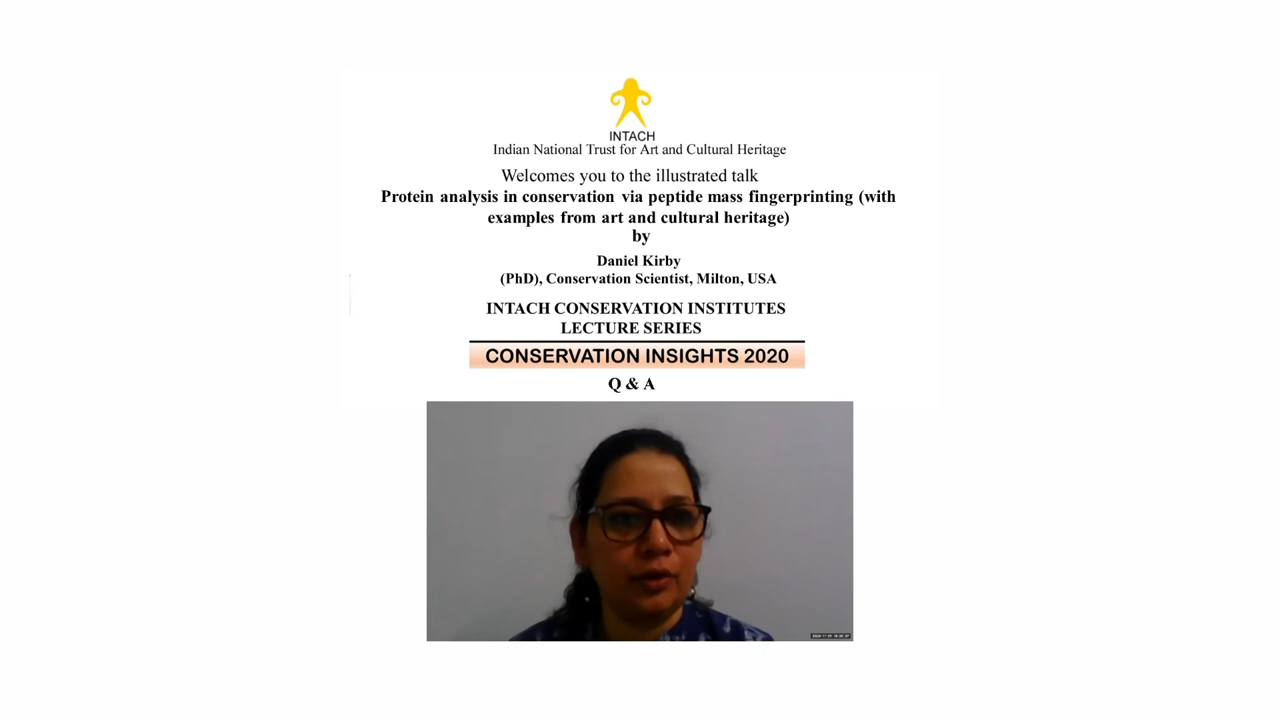 INTACH
Indian National Trust for Art and Cultural Heritage
Welcomes you to the illustrated talk
Protein analysis in conservation via peptide mass fingerprinting (with
examples from art and cultural heritage)
by
Daniel Kirby
(PhD), Conservation Scientist, Milton, USA
INTACH CONSERVATION INSTITUTES
LECTURE SERIES
CONSERVATION INSIGHTS 2020
Q & A